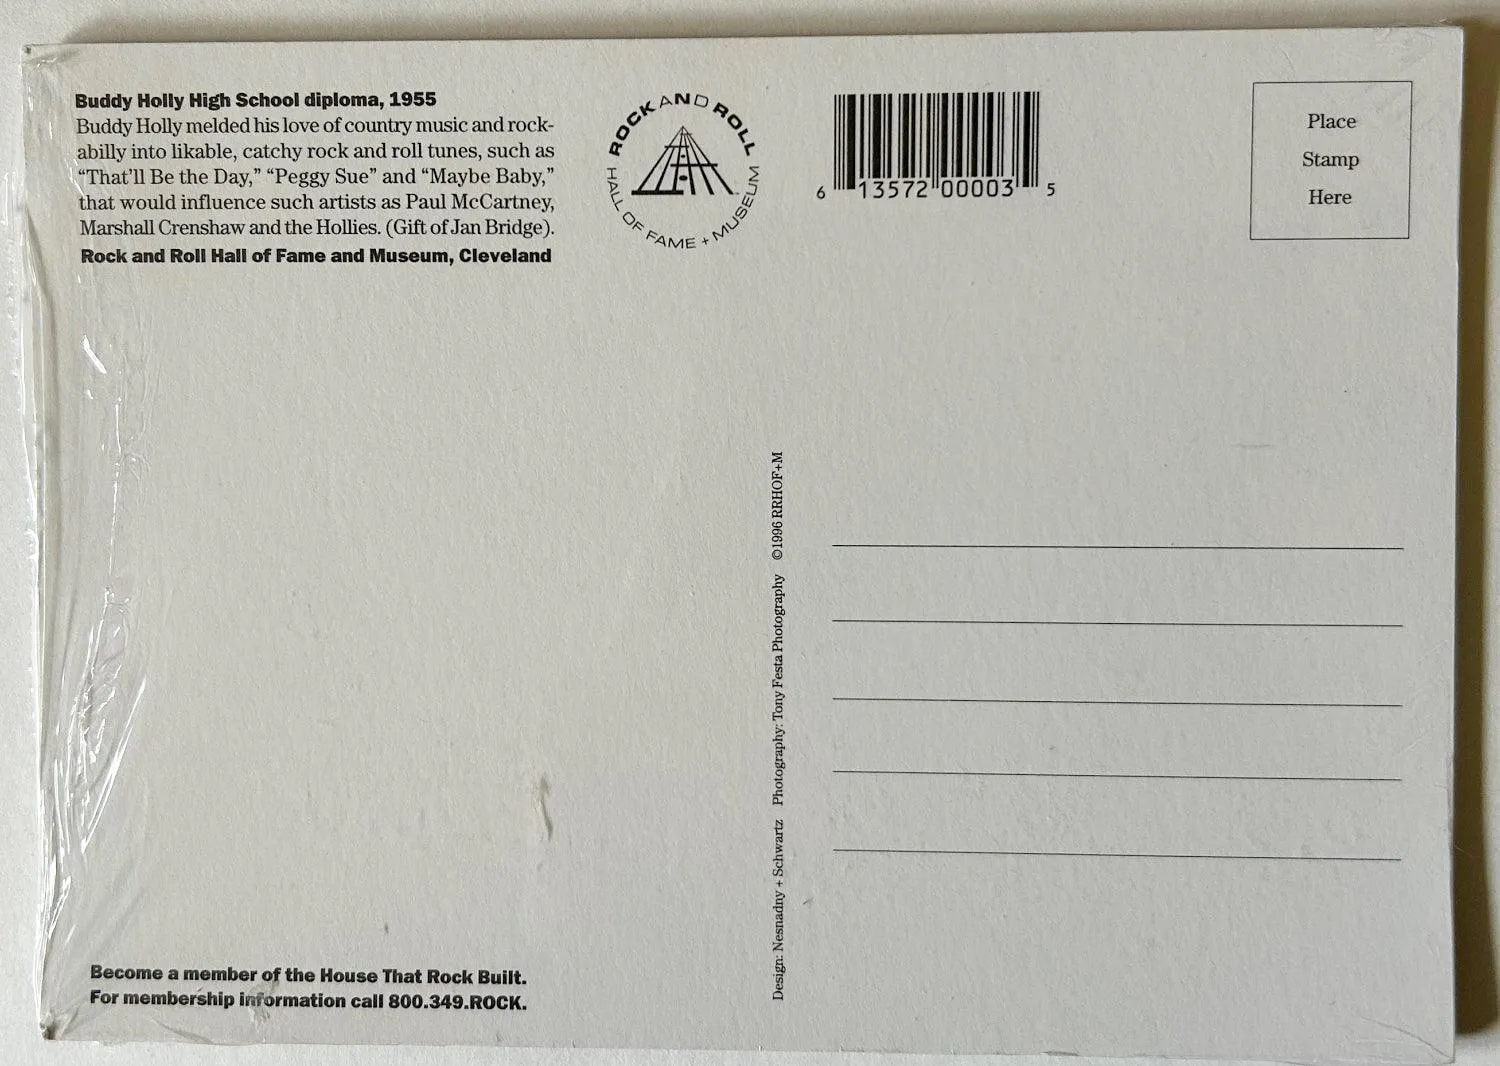 Buddy Holly High School diploma, 1955
Buddy Holly melded his love of country music and rock-
abilly into likable, catchy rock and roll tunes, such as
“That’ll Be the Day,” “Peggy Sue” and “Maybe Baby,”
that would influence such artists as Paul McCartney,
Marshall Crenshaw and the Hollies. (Gift of Jan Bridge).
Rock and Roll Hall of Fame and Museum, Cleveland
ROCK AND ROLL
HALL OF FAME + MUSEUM
6 13572 00003 5
Place
Stamp
Here
Design: Nesnadny + Schwartz Photography: Tony Festa Photography ©1996 RRHOF+M
Become a member of the House That Rock Built.
For membership information call 800.349.ROCK.